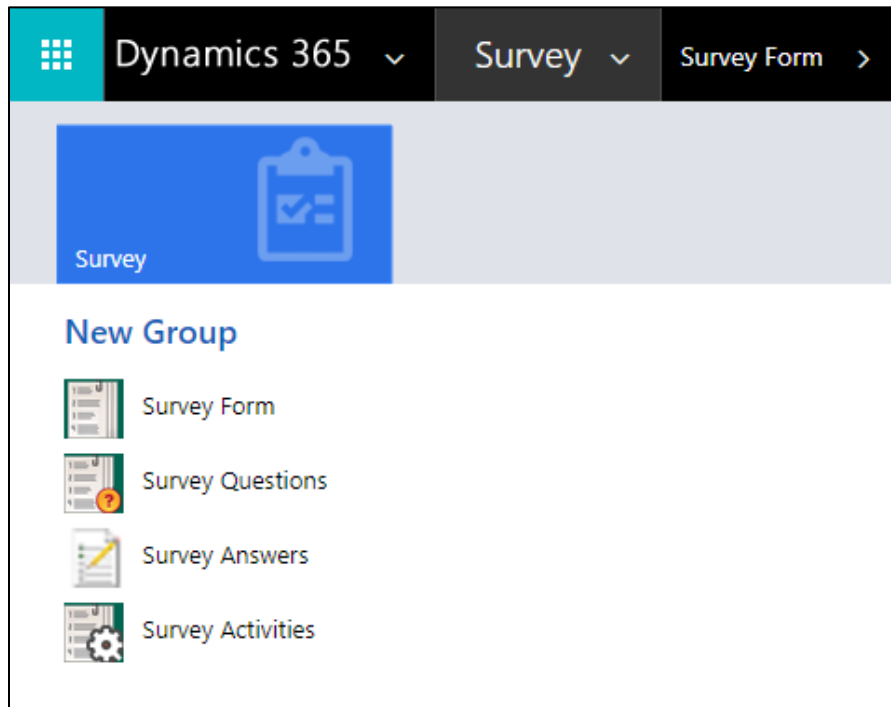 Dynamics 365 Survey Survey Form
Survey
New Group
Survey Form
Survey Questions
Survey Answers
Survey Activities